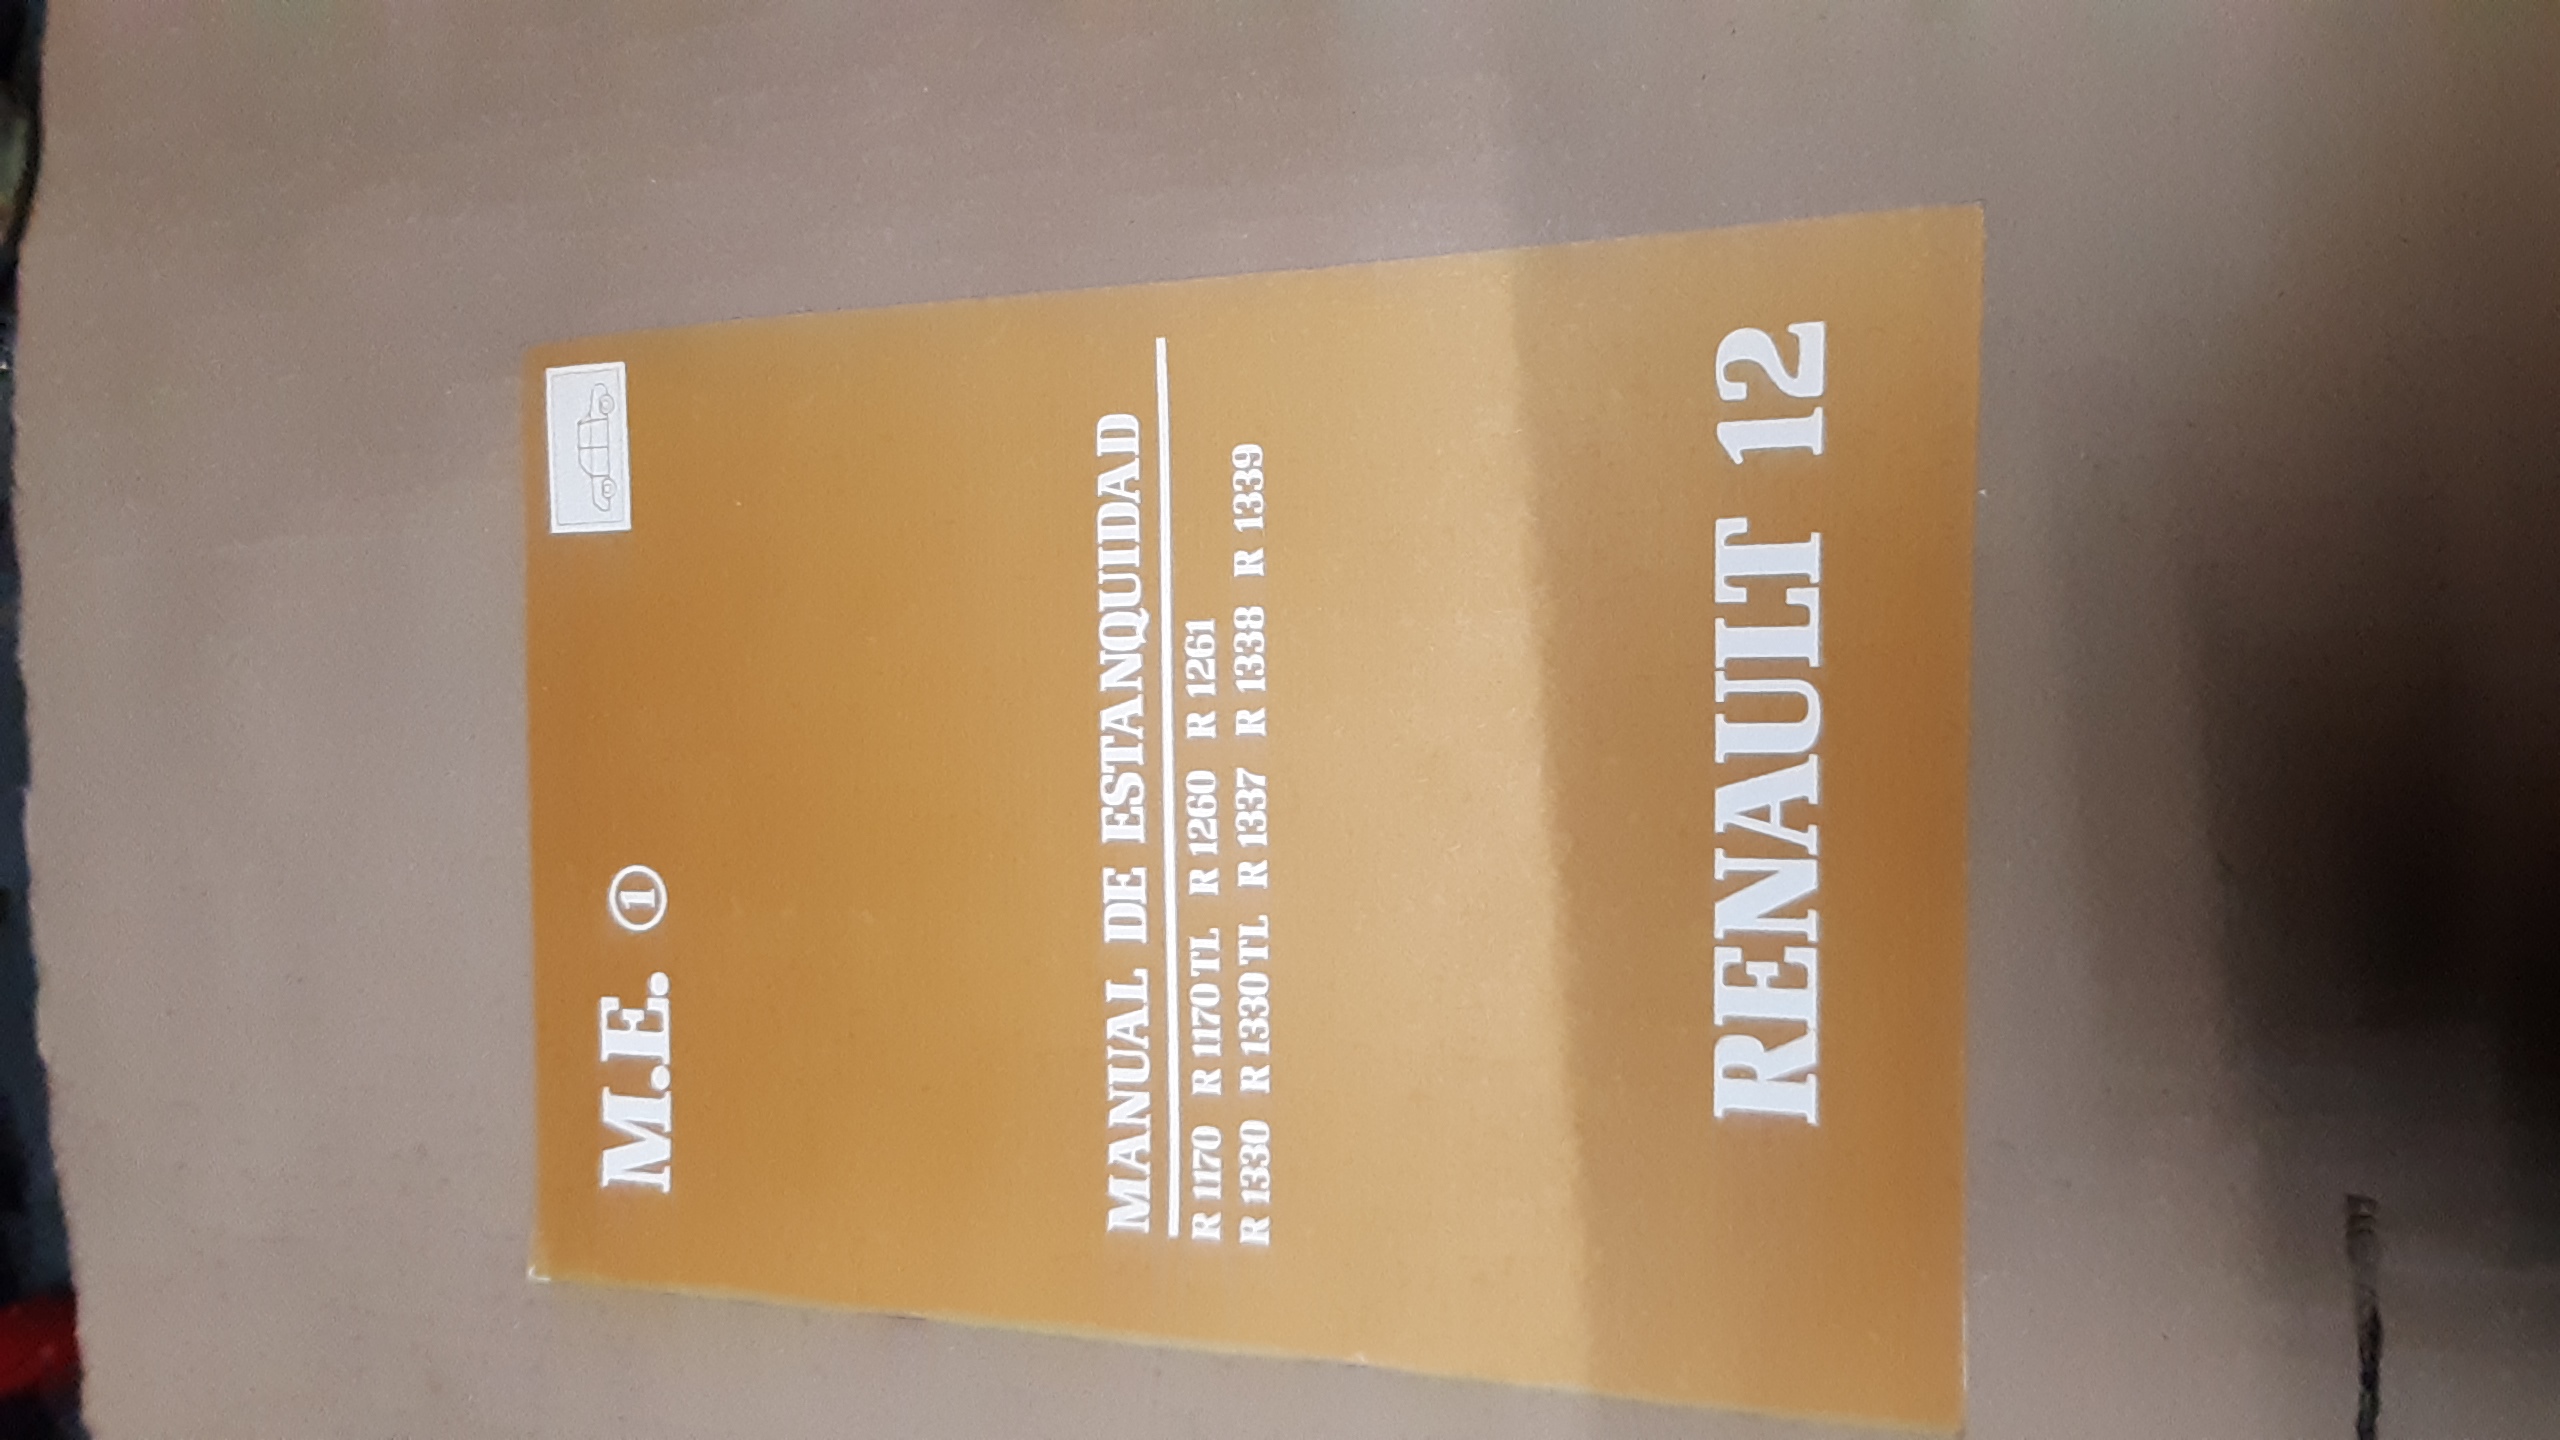 M.E. ①
MANUAL DE ESTANQUIDAD
R 1170 R 1170 TL R 1260 R 1261
R 1330 R 1330 TL R 1337 R 1338 R 1339
RENAULT 12